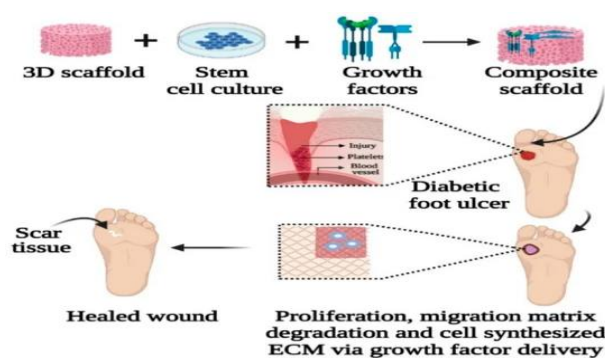 3D scaffold
Stem
cell culture
Growth
factors
Composite
scaffold
Injury
Platelets
Blood
vessel
Diabetic
foot ulcer
Scar
tissue
Healed wound
Proliferation, migration matrix
degradation and cell synthesized
ECM via growth factor delivery